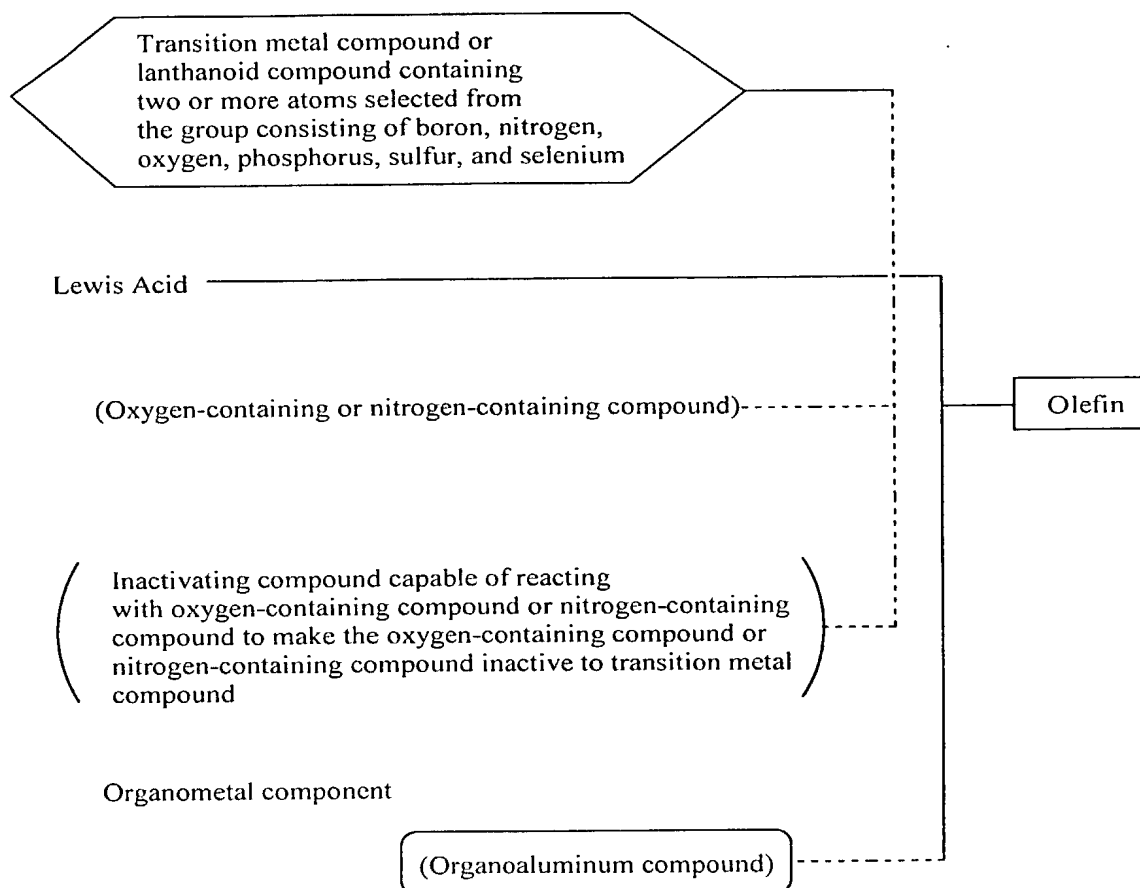 Transition metal compound or
lanthanoid compound containing
two or more atoms selected from
the group consisting of boron, nitrogen,
oxygen, phosphorus, sulfur, and selenium
Lewis Acid
(Oxygen-containing or nitrogen-containing compound)
Olefin
Inactivating compound capable of reacting
with oxygen-containing compound or nitrogen-containing
compound to make the oxygen-containing compound or
nitrogen-containing compound inactive to transition metal
compound
Organometal component
(Organoaluminum compound)